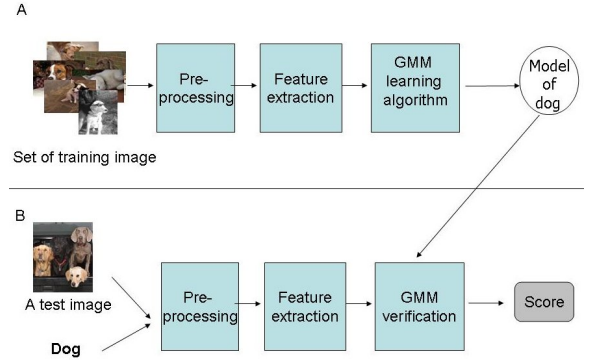 A
Pre-
processing
Feature
extraction
GMM
learning
algorithm
Model
of
dog
Set of training image
B
A test image
Dog
Pre-
processing
Feature
extraction
GMM
verification
Score